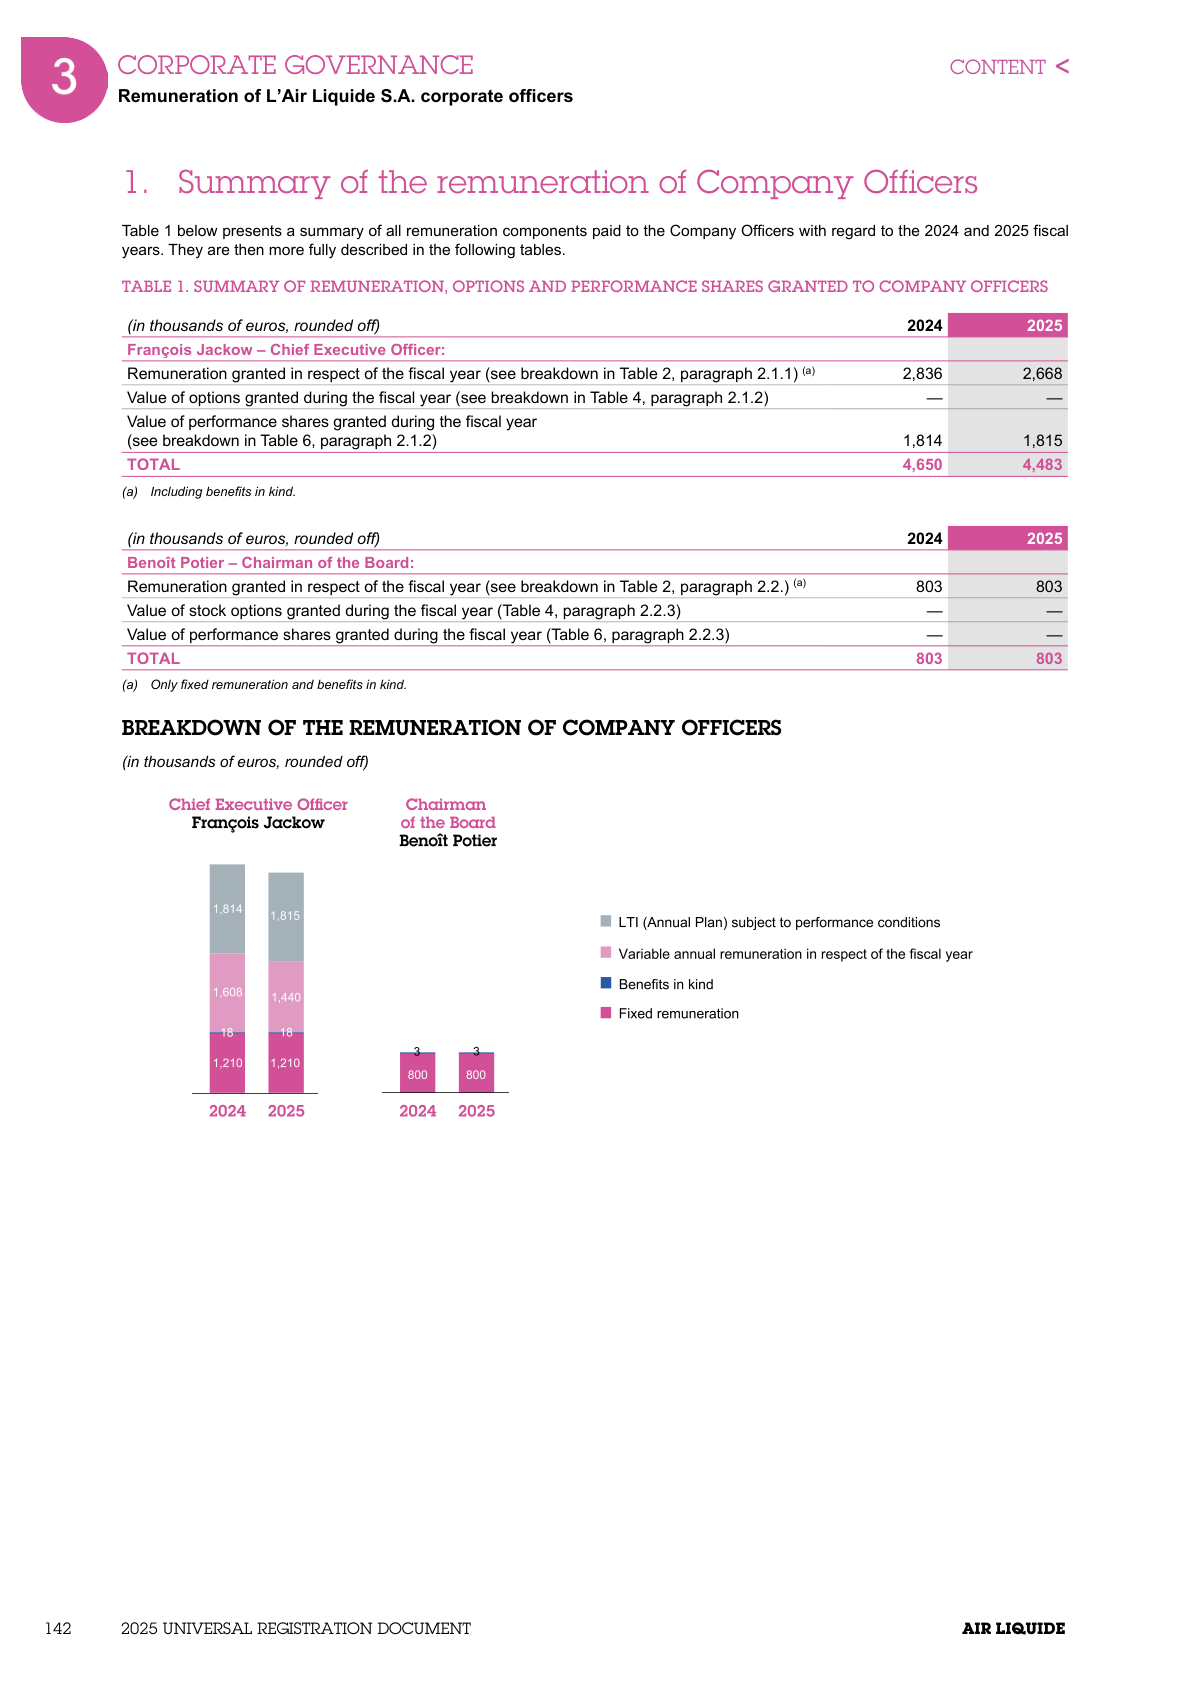 3
CORPORATE GOVERNANCE
CONTENT <
Remuneration of L'Air Liquide S.A. corporate officers
1. Summary of the remuneration of Company Officers
Table 1 below presents a summary of all remuneration components paid to the Company Officers with regard to the 2024 and 2025 fiscal
years. They are then more fully described in the following tables.
TABLE 1. SUMMARY OF REMUNERATION, OPTIONS AND PERFORMANCE SHARES GRANTED TO COMPANY OFFICERS
(in thousands of euros, rounded off) 2024 2025
François Jackow – Chief Executive Officer:
Remuneration granted in respect of the fiscal year (see breakdown in Table 2, paragraph 2.1.1) (a) 2,836 2,668
Value of options granted during the fiscal year (see breakdown in Table 4, paragraph 2.1.2) — —
Value of performance shares granted during the fiscal year
(see breakdown in Table 6, paragraph 2.1.2) 1,814 1,815
TOTAL 4,650 4,483
(a) Including benefits in kind.
(in thousands of euros, rounded off) 2024 2025
Benoît Potier – Chairman of the Board:
Remuneration granted in respect of the fiscal year (see breakdown in Table 2, paragraph 2.2.) (a) 803 803
Value of stock options granted during the fiscal year (Table 4, paragraph 2.2.3) — —
Value of performance shares granted during the fiscal year (Table 6, paragraph 2.2.3) — —
TOTAL 803 803
(a) Only fixed remuneration and benefits in kind.
BREAKDOWN OF THE REMUNERATION OF COMPANY OFFICERS
(in thousands of euros, rounded off)
Chief Executive Officer
François Jackow
1,814 1,815
1,608 1,440
18 18
1,210 1,210
2024 2025
Chairman
of the Board
Benoît Potier
3 3
800 800
2024 2025
LTI (Annual Plan) subject to performance conditions
Variable annual remuneration in respect of the fiscal year
Benefits in kind
Fixed remuneration
142 2025 UNIVERSAL REGISTRATION DOCUMENT AIR LIQUIDE